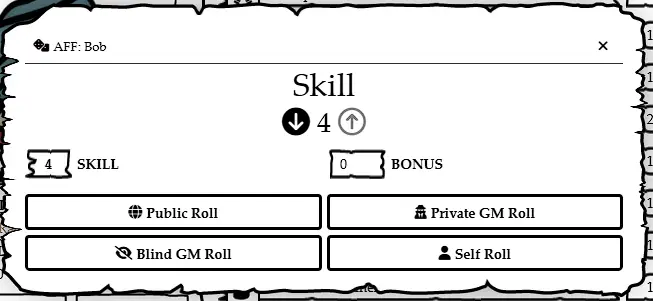 AFF: Bob
Skill
4
4 SKILL
0 BONUS
Public Roll
Private GM Roll
Blind GM Roll
Self Roll